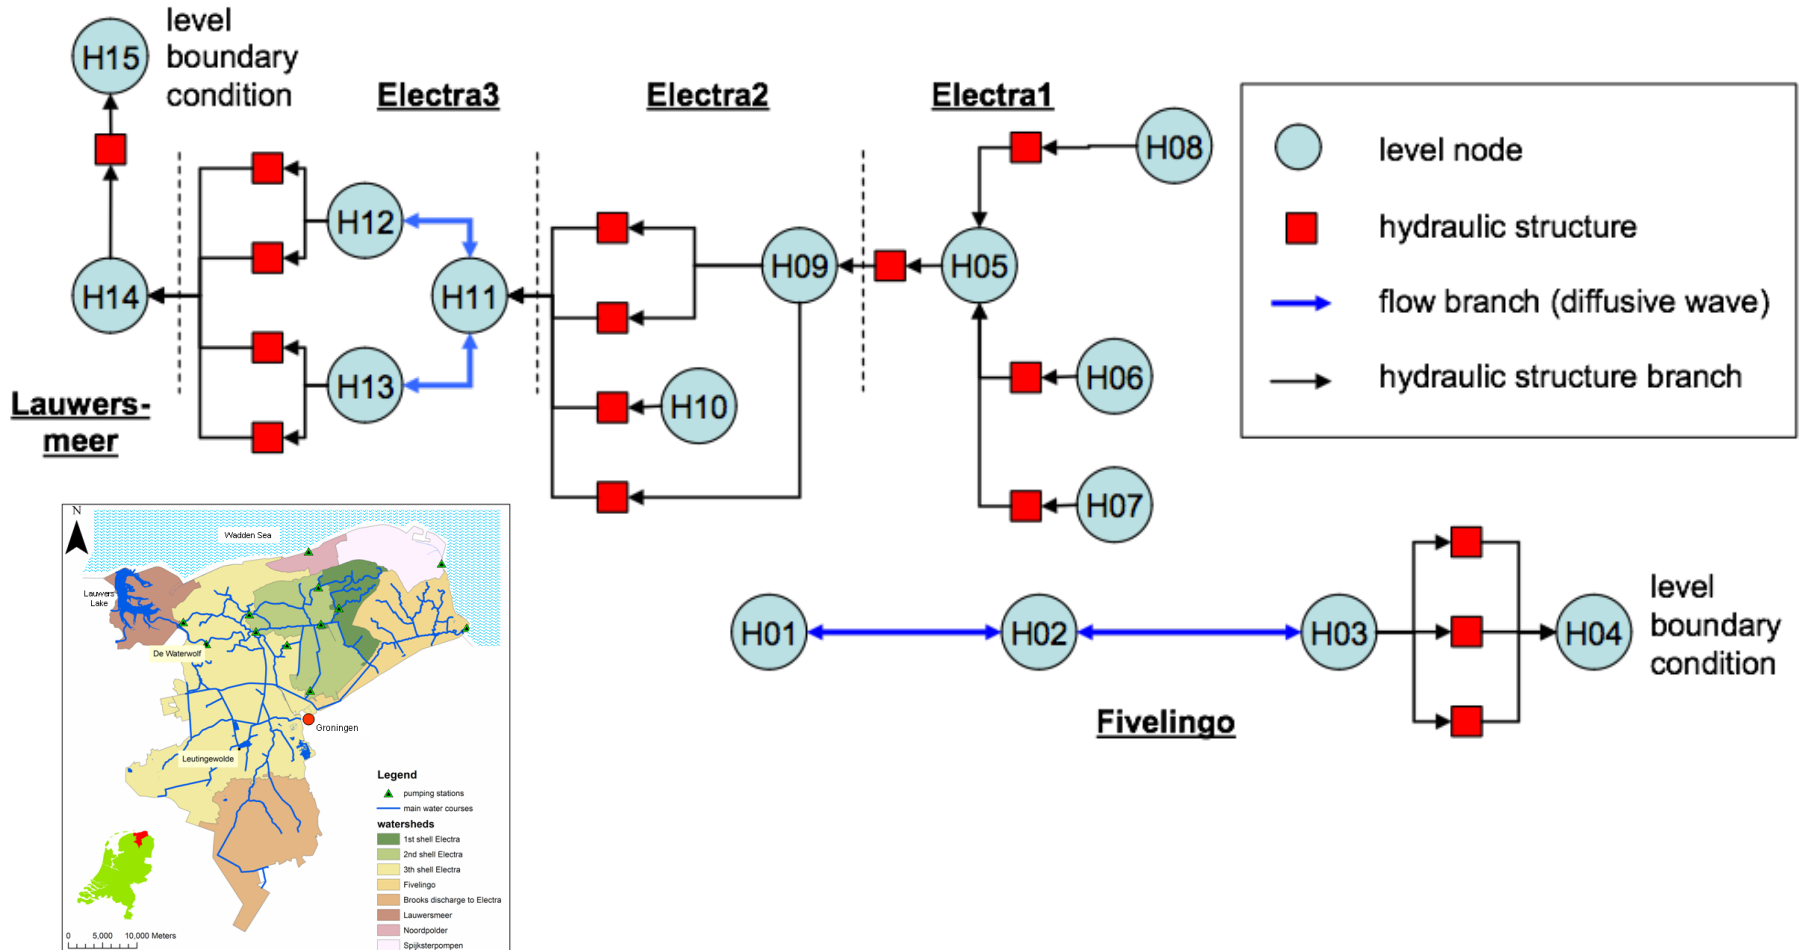 H15
level
boundary
condition
Electra3
Electra2
Electra1
H08
H12
H14
H11
H09
H05
H13
H10
H06
H07
Lauwers-
meer
level node
hydraulic structure
flow branch (diffusive wave)
hydraulic structure branch
H01
H02
H03
H04
level
boundary
condition
Fivelingo
N
Wadden Sea
Lauwers
Lake
De Waterwolf
Groningen
Leutingewolde
Legend
pumping stations
main water courses
watersheds
1st shell Electra
2nd shell Electra
3th shell Electra
Fivelingo
Brooks discharge to Electra
Lauwersmeer
Noordpolder
Spijksterpompen
0 5,000 10,000 Meters